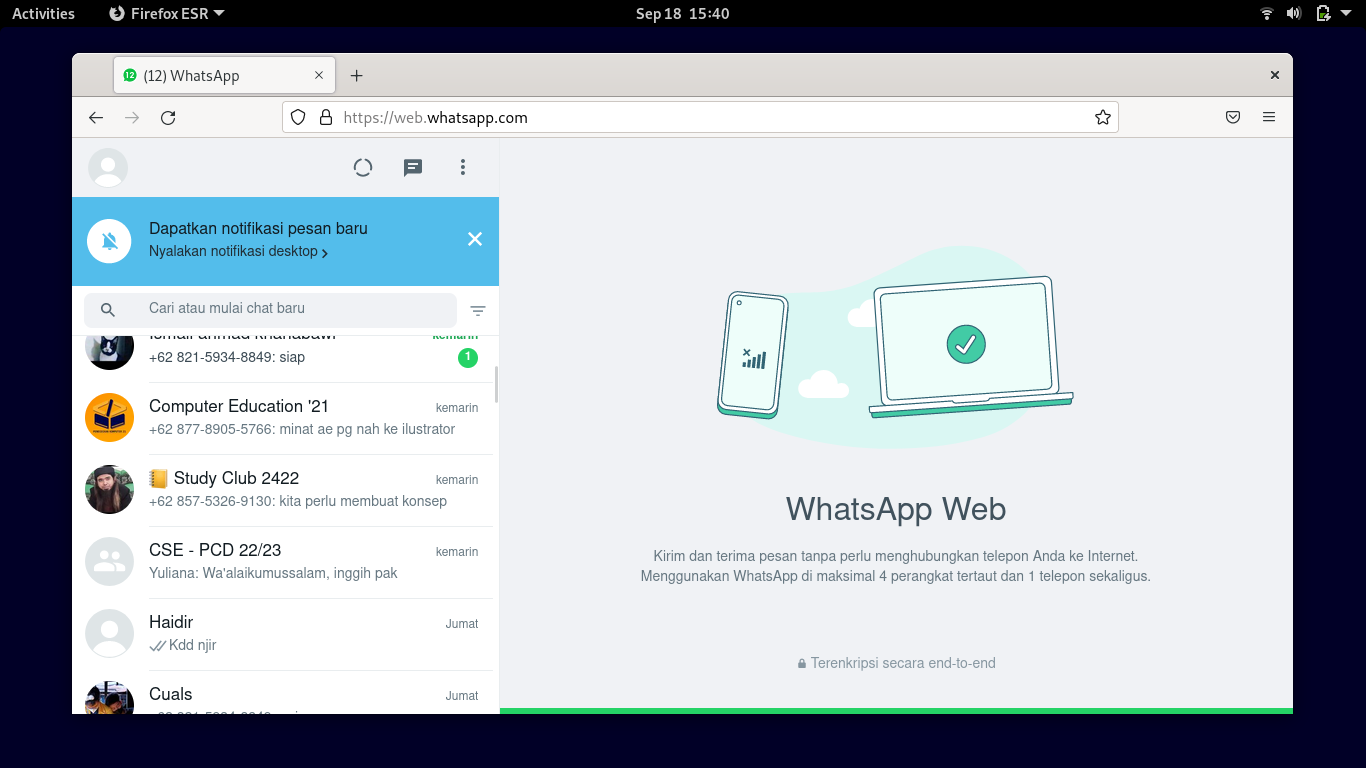 Activities
Firefox ESR
Sep 18 15:40
12
(12) WhatsApp
https://web.whatsapp.com
Dapatkan notifikasi pesan baru
Nyalakan notifikasi desktop
Cari atau mulai chat baru
kemarin
+62 821-5934-8849: siap
1
Computer Education '21
kemarin
+62 877-8905-5766: minat ae pg nah ke ilustrator
📒 Study Club 2422
kemarin
+62 857-5326-9130: kita perlu membuat konsep
CSE - PCD 22/23
kemarin
Yuliana: Wa'alaikumussalam, inggih pak
Haidir
Jumat
Kdd njir
Cuals
Jumat
WhatsApp Web
Kirim dan terima pesan tanpa perlu menghubungkan telepon Anda ke Internet.
Menggunakan WhatsApp di maksimal 4 perangkat tertaut dan 1 telepon sekaligus.
Terenkripsi secara end-to-end